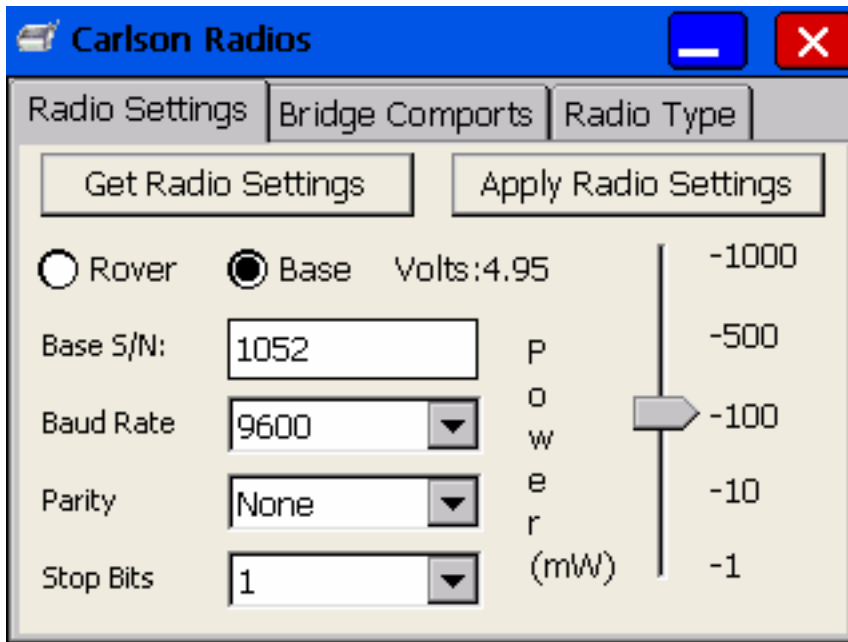 Carlson Radios
Radio Settings Bridge Comports Radio Type
Get Radio Settings Apply Radio Settings
Rover Base Volts:4.95
Base S/N: 1052
Baud Rate 9600
Parity None
Stop Bits 1
Power
(mW)
-1000
-500
-100
-10
-1